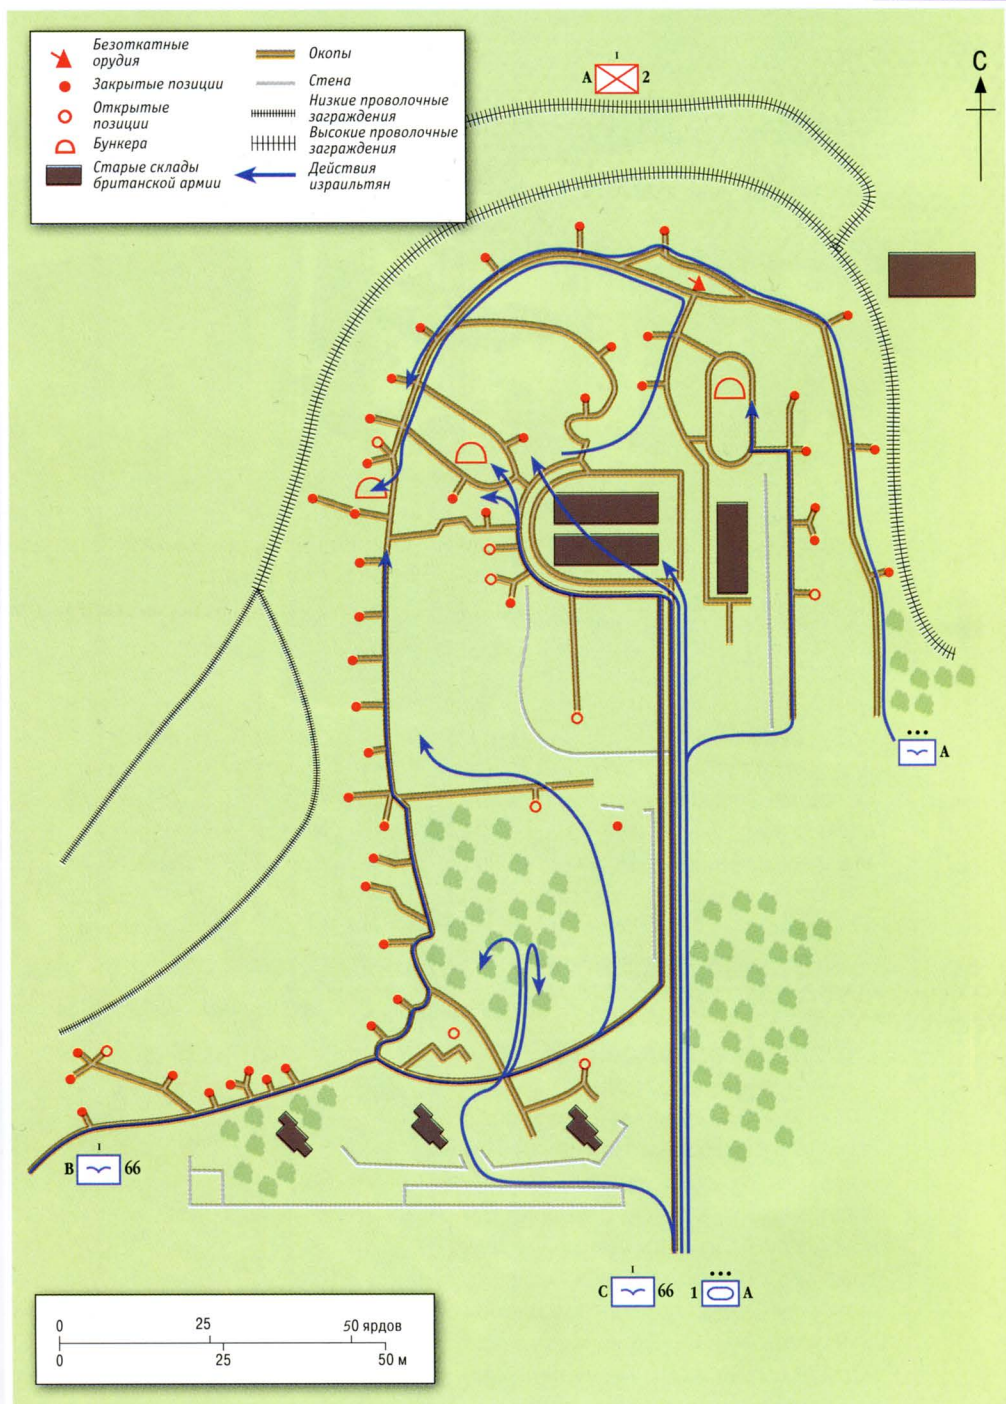 Безоткатные
орудия
Закрытые позиции
Открытые
позиции
Бункера
Старые склады
британской армии
Окопы
Стена
Низкие проволочные
заграждения
Высокие проволочные
заграждения
Действия
израильтян
I
A 2
С
A
I
B 66
I
C 66
1 A
0 25 50 ярдов
0 25 50 м